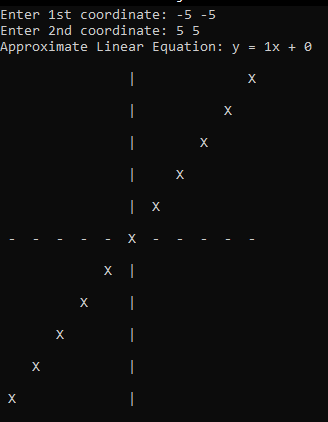 Enter 1st coordinate: -5 -5
Enter 2nd coordinate: 5 5
Approximate Linear Equation: y = 1x + 0
                |              X
                |           X
                |        X
                |     X
                |  X
 -  -  -  -  -  X  -  -  -  -  -
             X  |
          X     |
       X        |
    X           |
 X              |